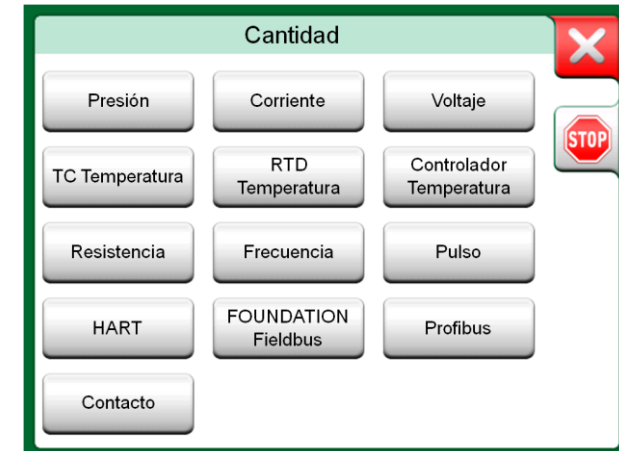 Cantidad
Presión
Corriente
Voltaje
STOP
TC Temperatura
RTD
Temperatura
Controlador
Temperatura
Resistencia
Frecuencia
Pulso
HART
FOUNDATION
Fieldbus
Profibus
Contacto